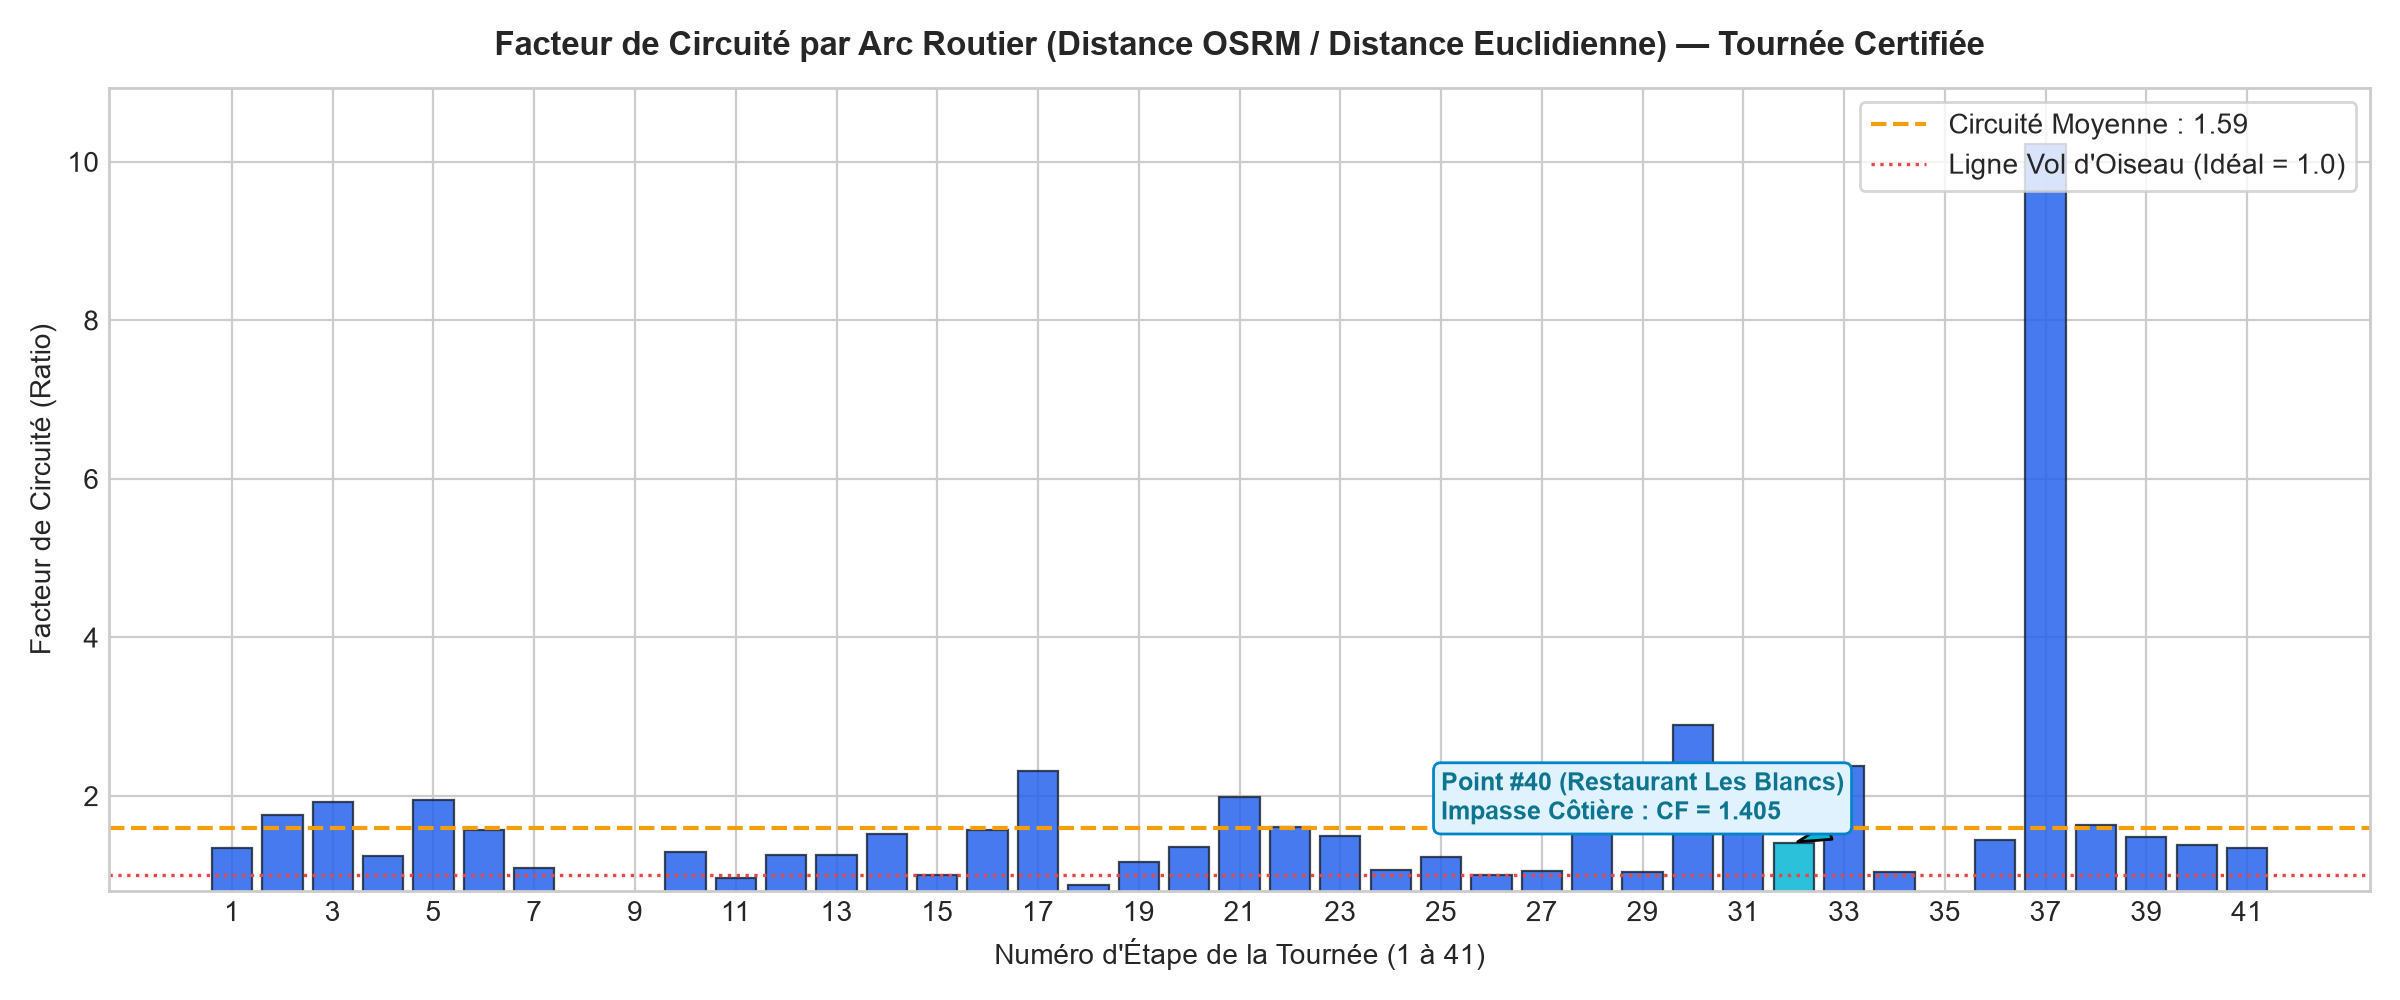 Facteur de Circuité par Arc Routier (Distance OSRM / Distance Euclidienne) — Tournée Certifiée
Circuité Moyenne : 1.59
Ligne Vol d'Oiseau (Idéal = 1.0)
Facteur de Circuité (Ratio)
10
8
6
4
2
Point #40 (Restaurant Les Blancs)
Impasse Côtière : CF = 1.405
1 3 5 7 9 11 13 15 17 19 21 23 25 27 29 31 33 35 37 39 41
Numéro d'Étape de la Tournée (1 à 41)